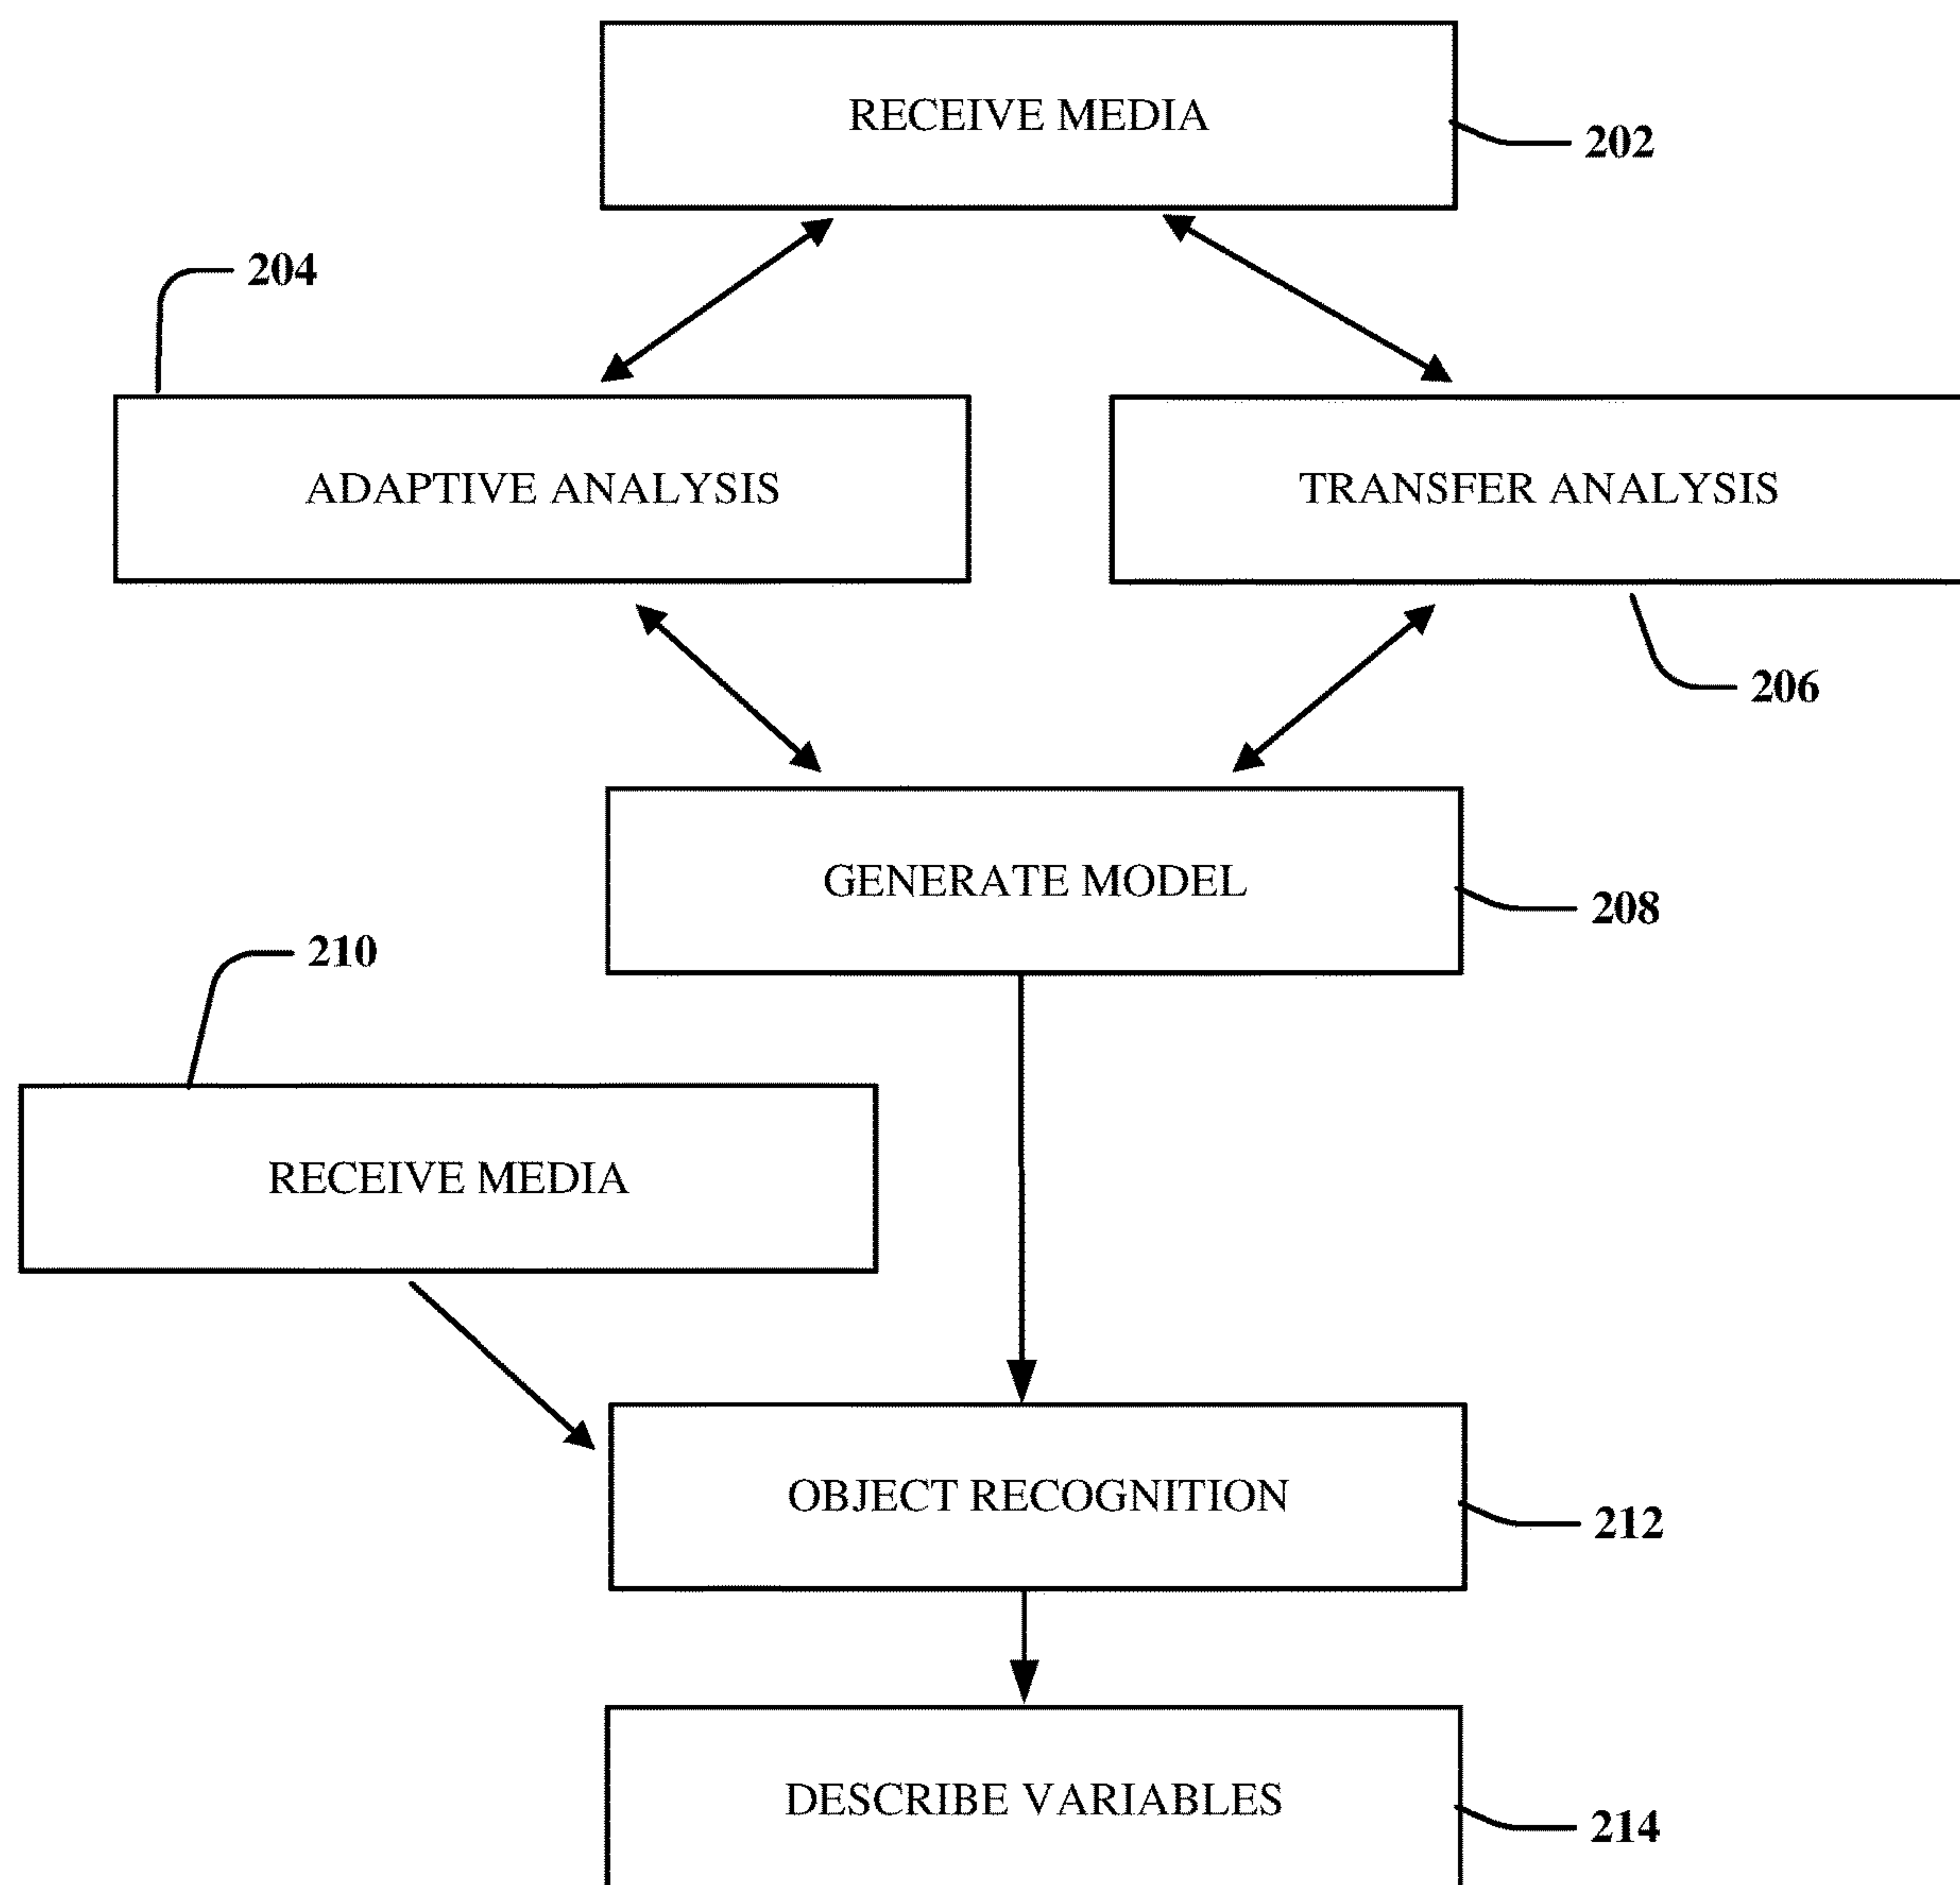 RECEIVE MEDIA
202
204
ADAPTIVE ANALYSIS
TRANSFER ANALYSIS
206
GENERATE MODEL
208
210
RECEIVE MEDIA
OBJECT RECOGNITION
212
DESCRIBE VARIABLES
214